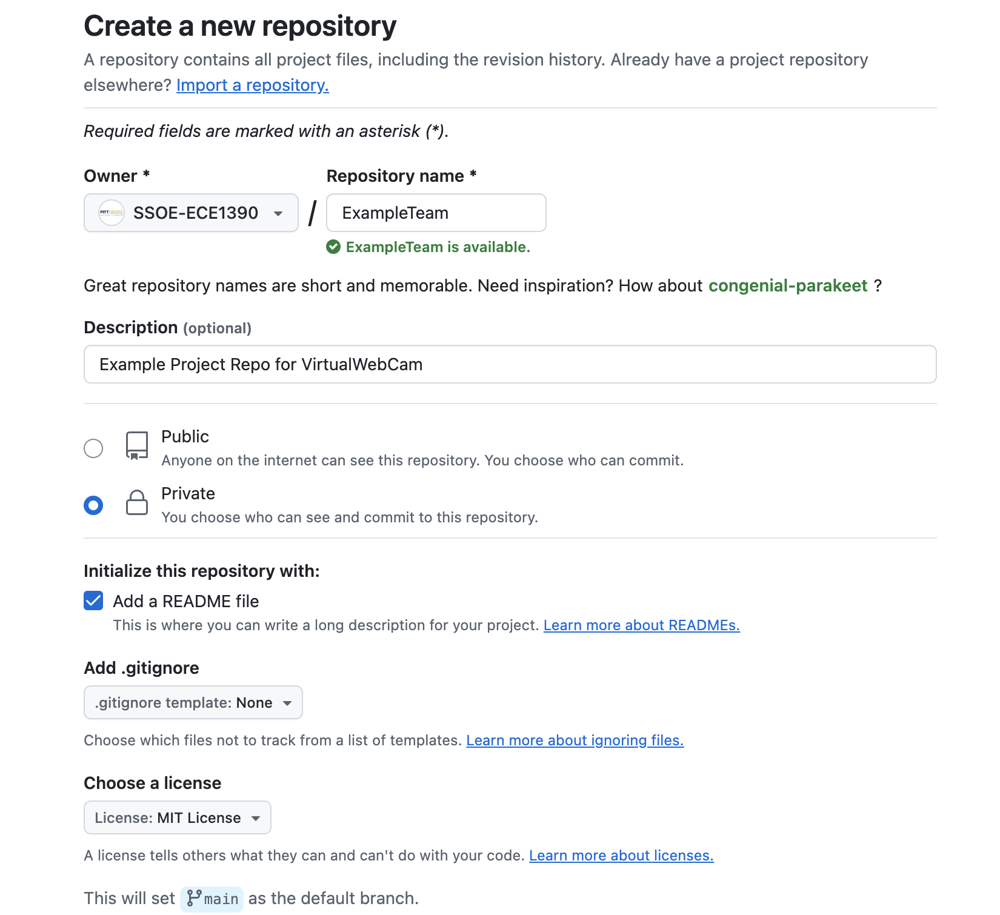 Create a new repository
A repository contains all project files, including the revision history. Already have a project repository
elsewhere? Import a repository.
Required fields are marked with an asterisk (*).
Owner *
Repository name *
PITT
SSOE-ECE1390
/
ExampleTeam
ExampleTeam is available.
Great repository names are short and memorable. Need inspiration? How about congenial-parakeet ?
Description (optional)
Example Project Repo for VirtualWebCam
Public
Anyone on the internet can see this repository. You choose who can commit.
Private
You choose who can see and commit to this repository.
Initialize this repository with:
Add a README file
This is where you can write a long description for your project. Learn more about READMEs.
Add .gitignore
.gitignore template: None
Choose which files not to track from a list of templates. Learn more about ignoring files.
Choose a license
License: MIT License
A license tells others what they can and can't do with your code. Learn more about licenses.
This will set main as the default branch.